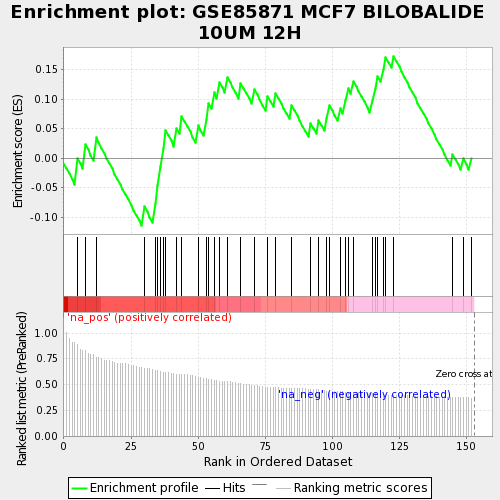 Enrichment plot: GSE85871 MCF7 BILOBALIDE
10UM 12H
Enrichment score (ES)
0.15
0.10
0.05
0.00
-0.05
-0.10
'na_pos' (positively correlated)
Ranked list metric (PreRanked)
1.00
0.75
0.50
0.25
0.00
Zero cross at
'na_neg' (negatively correlated)
0
25
50
75
100
125
150
Rank in Ordered Dataset
Enrichment profile
Hits
Ranking metric scores